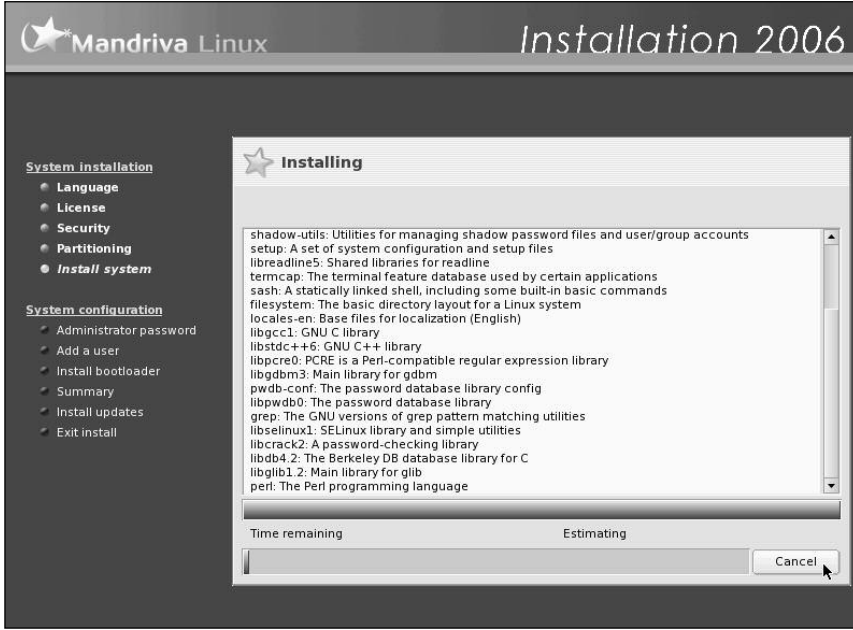 Mandriva Linux
Installation 2006
System installation
Language
License
Security
Partitioning
Install system
System configuration
Administrator password
Add a user
Install bootloader
Summary
Install updates
Exit install
Installing
shadow-utils: Utilities for managing shadow password files and user/group accounts
setup: A set of system configuration and setup files
libreadline5: Shared libraries for readline
termcap: The terminal feature database used by certain applications
sash: A statically linked shell, including some built-in basic commands
filesystem: The basic directory layout for a Linux system
locales-en: Base files for localization (English)
libgcc1: GNU C library
libstdc++6: GNU C++ library
libpcre0: PCRE is a Perl-compatible regular expression library
libgdbm3: Main library for gdbm
pwdb-conf: The password database library config
libpwdb0: The password database library
grep: The GNU versions of grep pattern matching utilities
libselinux1: SELinux library and simple utilities
libcrack2: A password-checking library
libdb4.2: The Berkeley DB database library for C
libglib1.2: Main library for glib
perl: The Perl programming language
Time remaining Estimating
Cancel